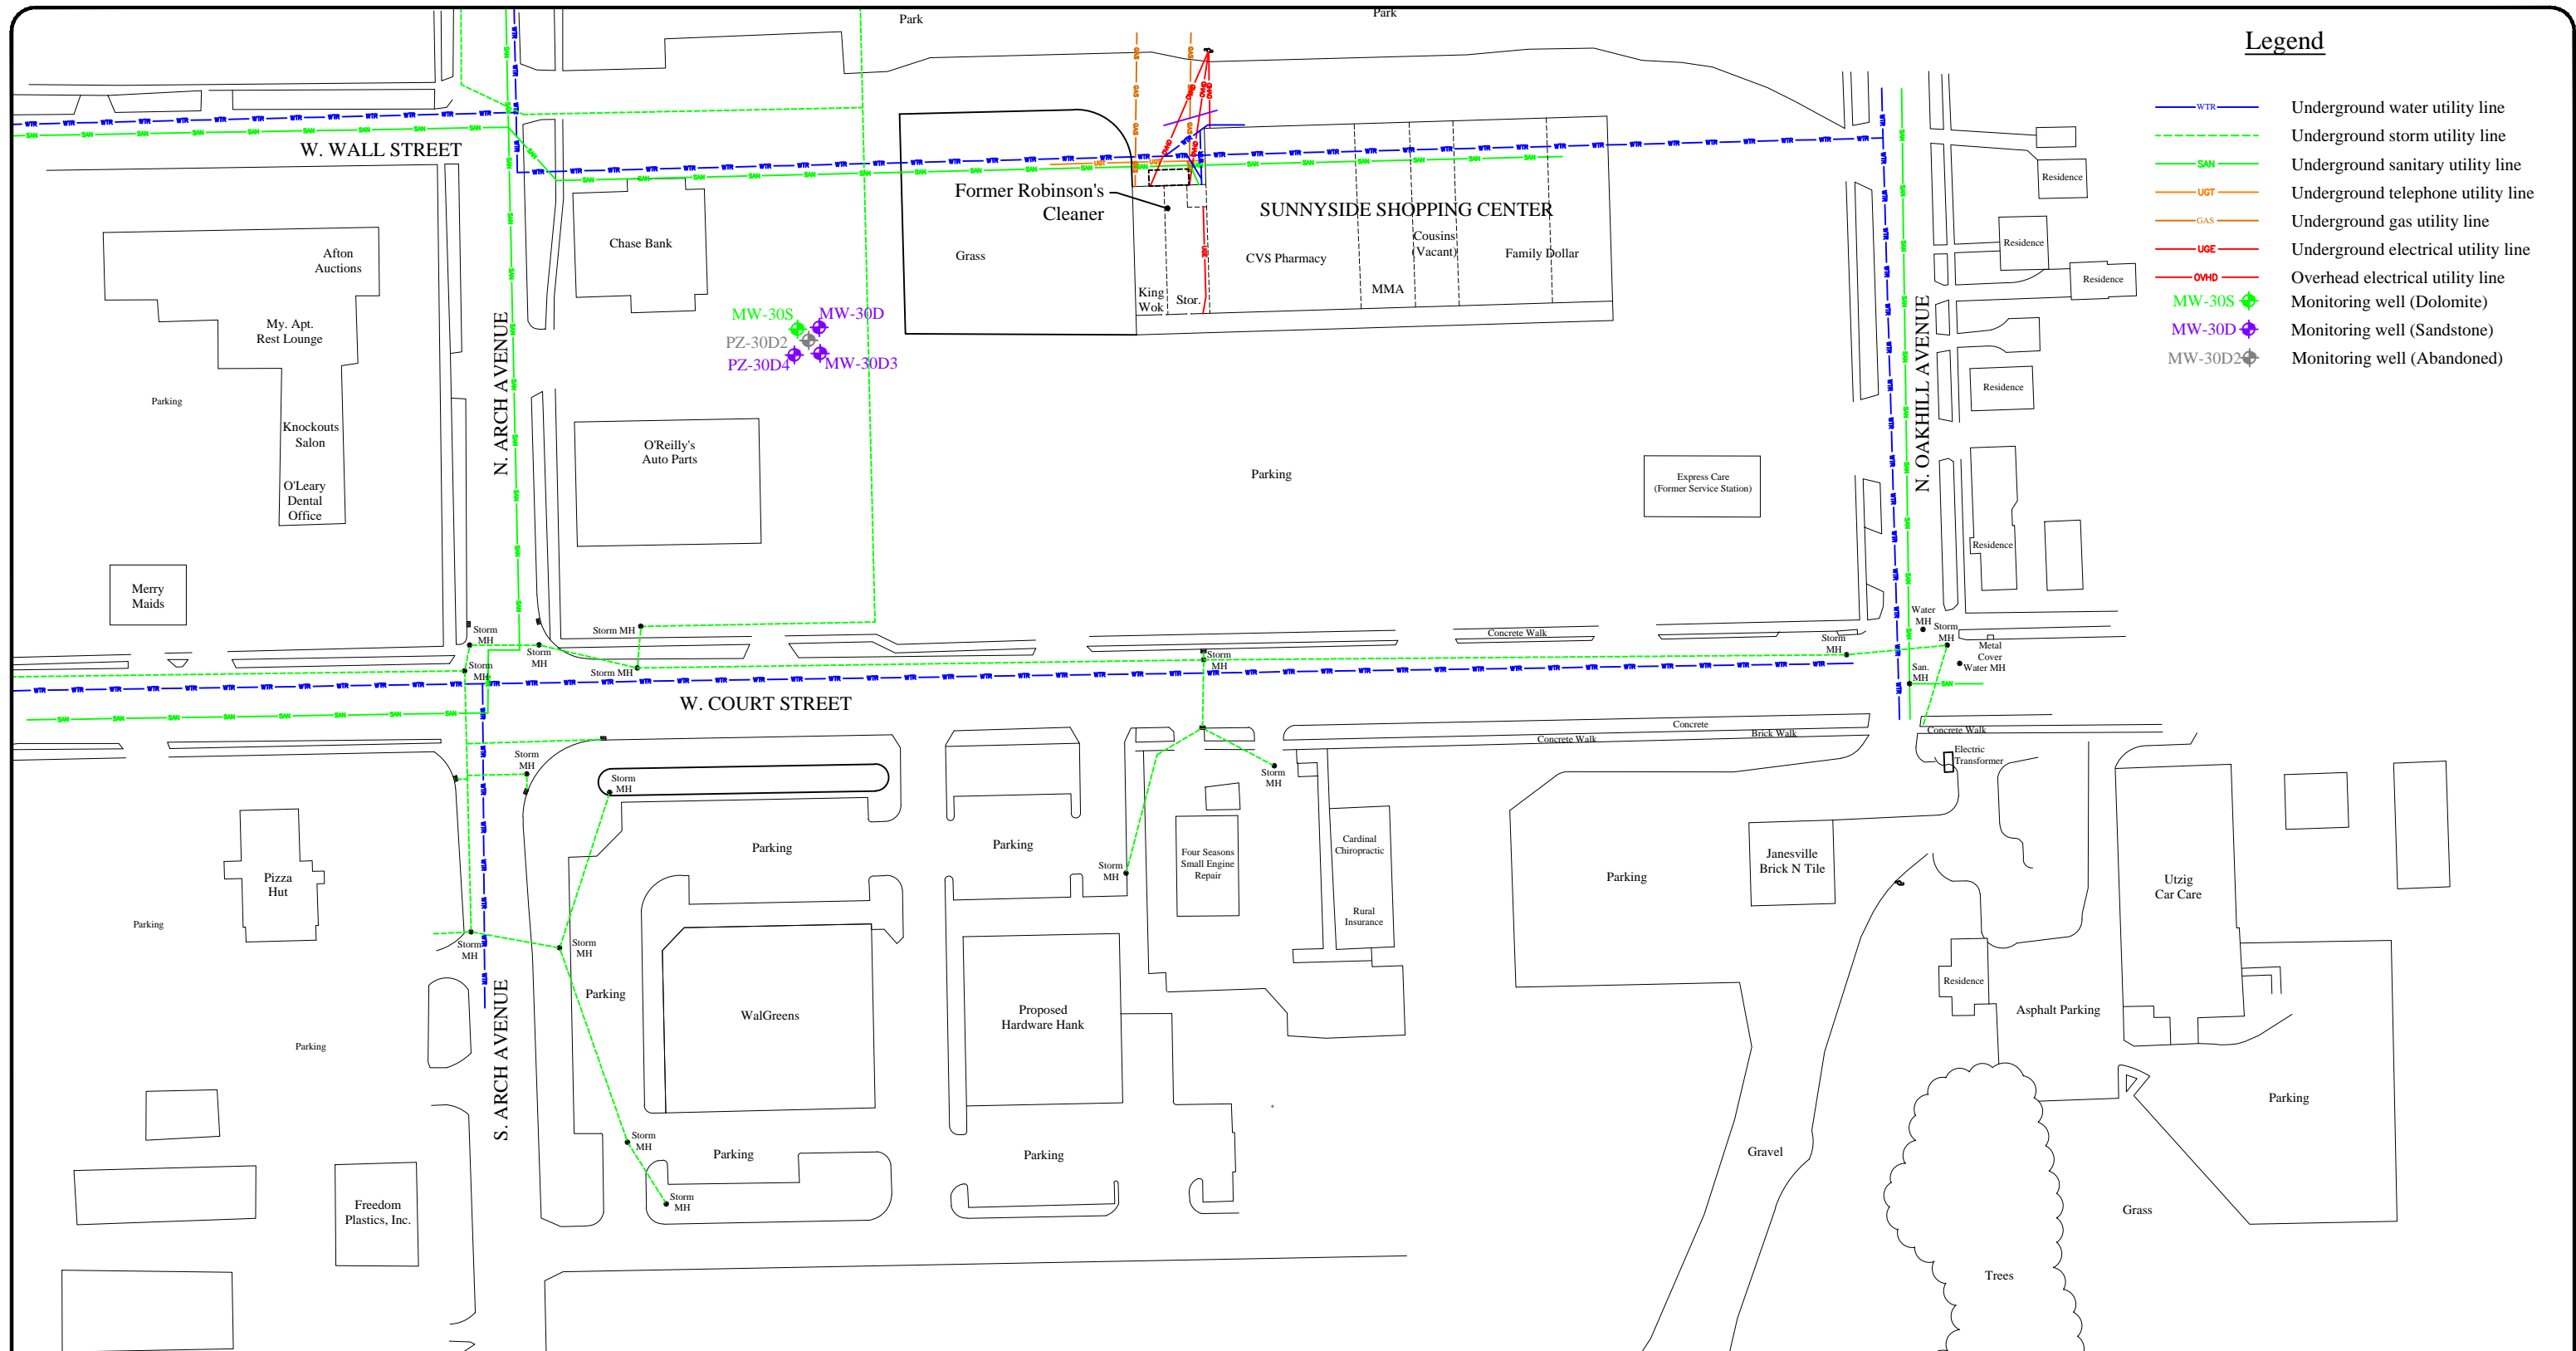 Park
Park
Legend
WTR
Underground water utility line
Underground storm utility line
SAN
Underground sanitary utility line
UGT
Underground telephone utility line
GAS
Underground gas utility line
UGE
Underground electrical utility line
OVHD
Overhead electrical utility line
MW-30S
Monitoring well (Dolomite)
MW-30D
Monitoring well (Sandstone)
MW-30D2
Monitoring well (Abandoned)
W. WALL STREET
Former Robinson's
Cleaner
SUNNYSIDE SHOPPING CENTER
Chase Bank
Grass
CVS Pharmacy
Cousins
(Vacant)
Family Dollar
MMA
King
Wok
Stor.
Afton
Auctions
My. Apt.
Rest Lounge
Parking
Knockouts
Salon
O'Leary
Dental
Office
Merry
Maids
N. ARCH AVENUE
MW-30S
MW-30D
PZ-30D2
PZ-30D4
MW-30D3
O'Reilly's
Auto Parts
Parking
Express Care
(Former Service Station)
N. OAKHILL AVENUE
Residence
Residence
Residence
Residence
Residence
Water
MH
Storm
MH
Metal
Cover
Water MH
San.
MH
Storm
MH
Storm
MH
Storm
MH
Storm
MH
Storm MH
Storm MH
Storm
MH
Concrete Walk
W. COURT STREET
Concrete
Concrete Walk
Brick Walk
Concrete Walk
Electric
Transformer
Storm
MH
Storm
MH
Storm
MH
Storm
MH
Parking
Parking
Pizza
Hut
Parking
Four Seasons
Small Engine
Repair
Cardinal
Chiropractic
Rural
Insurance
Parking
Janesville
Brick N Tile
Utzig
Car Care
Storm
MH
Storm
MH
Parking
WalGreens
Proposed
Hardware Hank
Residence
Asphalt Parking
Parking
S. ARCH AVENUE
Parking
Storm
MH
Parking
Parking
Gravel
Storm
MH
Freedom
Plastics, Inc.
Grass
Trees